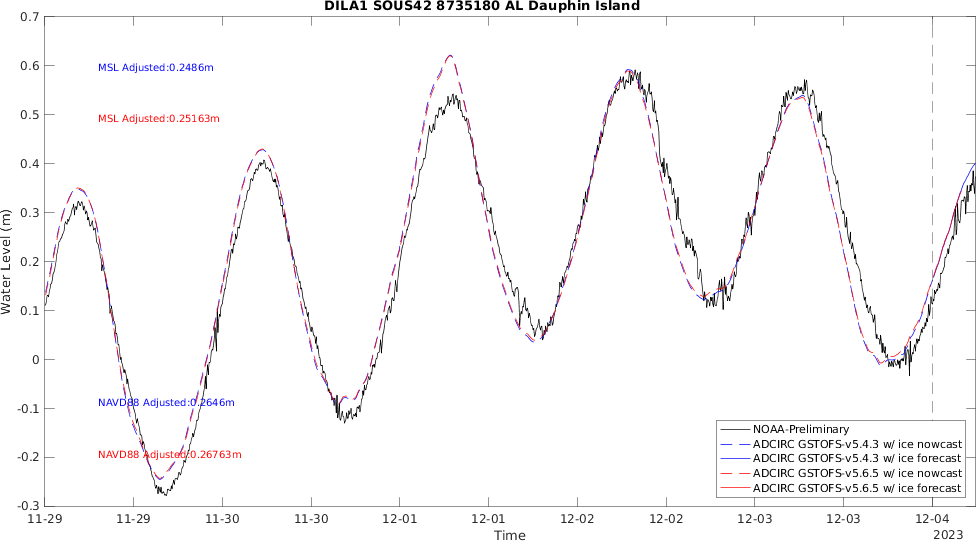 DILA1 SOUS42 8735180 AL Dauphin Island
0.7
0.6
0.5
0.4
0.3
0.2
0.1
0
-0.1
-0.2
-0.3
Water Level (m)
MSL Adjusted:0.2486m
MSL Adjusted:0.25163m
NAVD88 Adjusted:0.2646m
NAVD88 Adjusted:0.26763m
NOAA-Preliminary
ADCIRC GSTOFS-v5.4.3 w/ ice nowcast
ADCIRC GSTOFS-v5.4.3 w/ ice forecast
ADCIRC GSTOFS-v5.6.5 w/ ice nowcast
ADCIRC GSTOFS-v5.6.5 w/ ice forecast
11-29 11-29 11-30 11-30 12-01 12-01 12-02 12-02 12-03 12-03 12-04
Time
2023